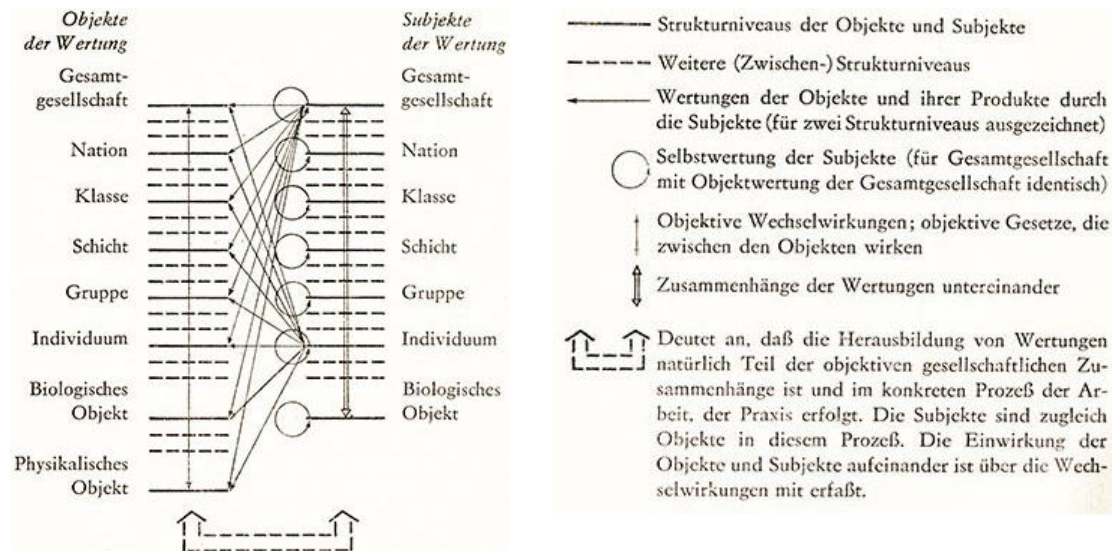 Objekte
der Wertung
Subjekte
der Wertung
Gesamt-
gesellschaft
Nation
Klasse
Schicht
Gruppe
Individuum
Biologisches
Objekt
Physikalisches
Objekt
Gesamt-
gesellschaft
Nation
Klasse
Schicht
Gruppe
Individuum
Biologisches
Objekt
Strukturniveaus der Objekte und Subjekte
Weitere (Zwischen-) Strukturniveaus
Wertungen der Objekte und ihrer Produkte durch
die Subjekte (für zwei Strukturniveaus ausgezeichnet)
Selbstwertung der Subjekte (für Gesamtgesellschaft
mit Objektwertung der Gesamtgesellschaft identisch)
Objektive Wechselwirkungen; objektive Gesetze, die
zwischen den Objekten wirken
Zusammenhänge der Wertungen untereinander
Deutet an, daß die Herausbildung von Wertungen
natürlich Teil der objektiven gesellschaftlichen Zu-
sammenhänge ist und im konkreten Prozeß der Ar-
beit, der Praxis erfolgt. Die Subjekte sind zugleich
Objekte in diesem Prozeß. Die Einwirkung der
Objekte und Subjekte aufeinander ist über die Wech-
selwirkungen mit erfaßt.